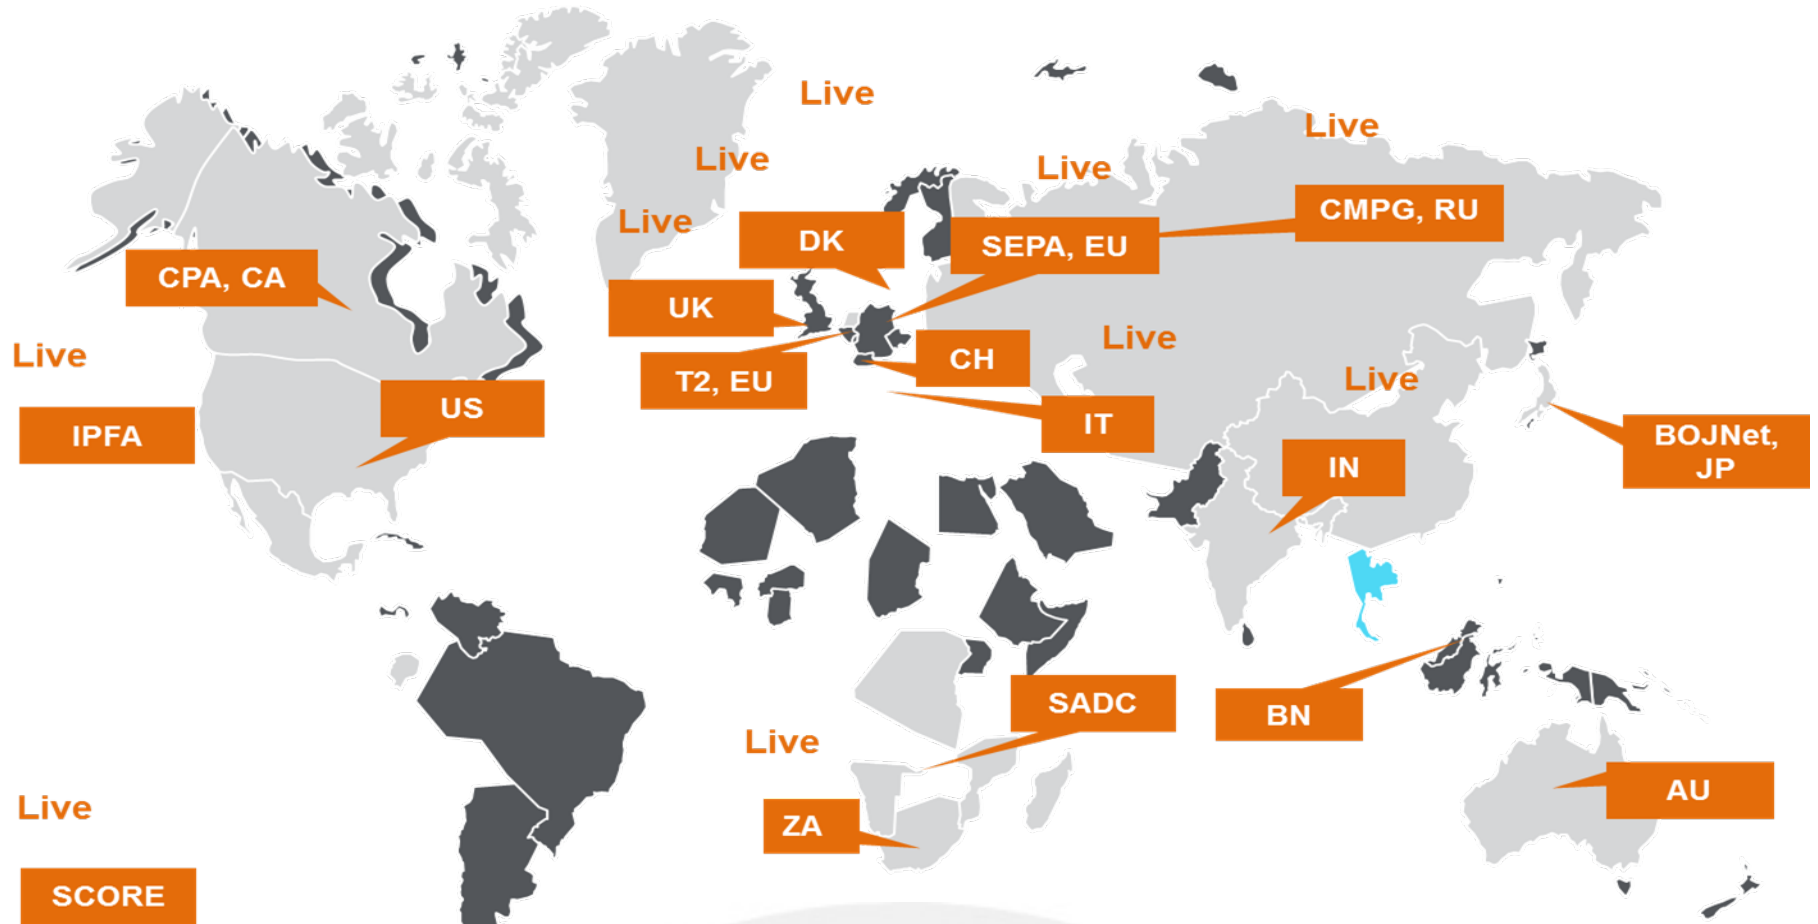 Live
Live
Live
Live
Live
CMPG, RU
DK
SEPA, EU
CPA, CA
UK
Live
Live
CH
T2, EU
Live
US
IT
IPFA
BOJNet,
JP
IN
SADC
BN
Live
AU
Live
ZA
SCORE